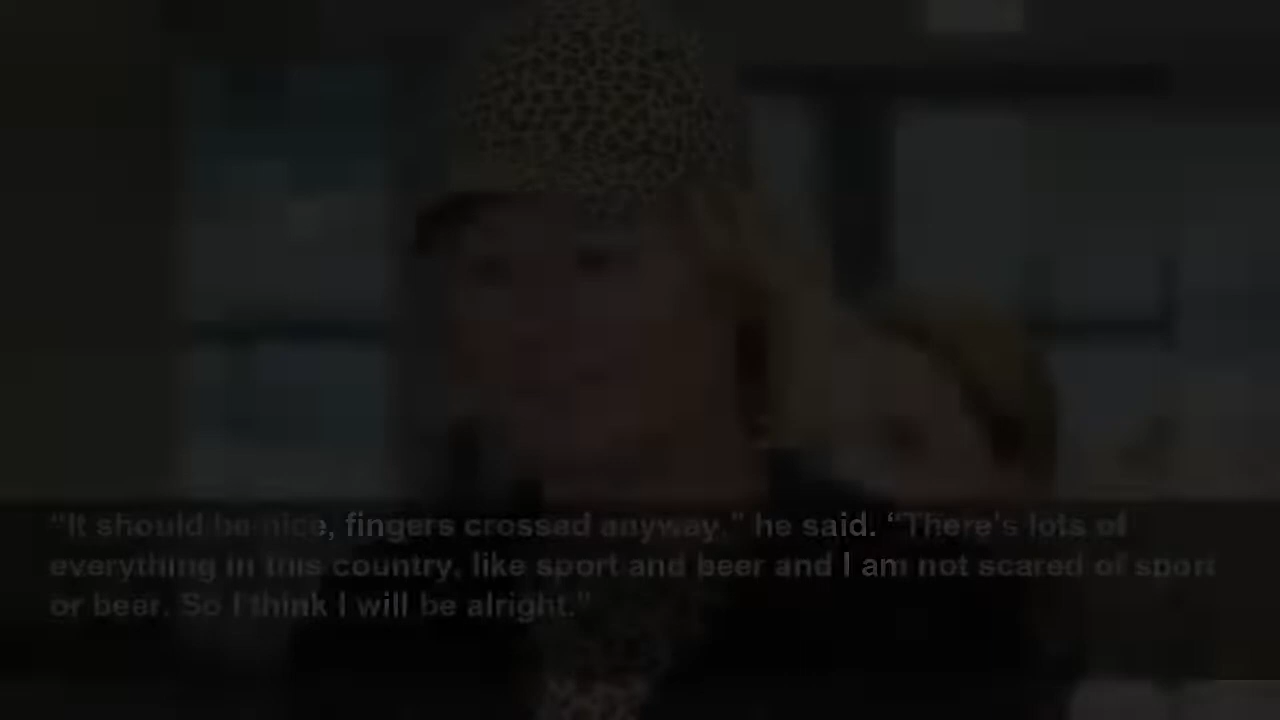 “It should be nice, fingers crossed anyway,” he said. “There’s lots of
everything in this country, like sport and beer and I am not scared of sport
or beer. So I think I will be alright.”